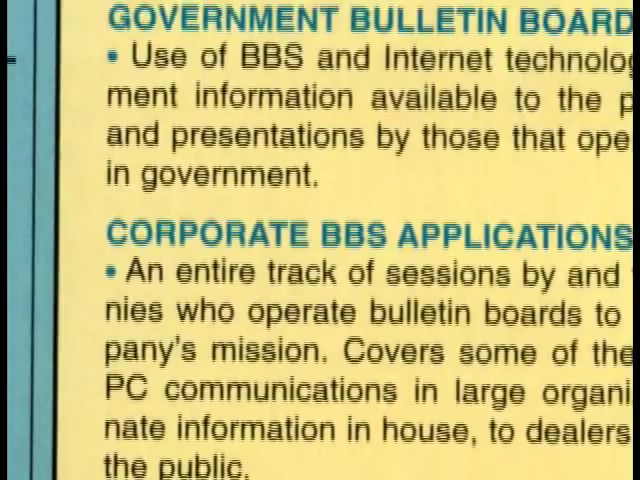 GOVERNMENT BULLETIN BOARD
• Use of BBS and Internet technolog
ment information available to the p
and presentations by those that ope
in government.
CORPORATE BBS APPLICATIONS
• An entire track of sessions by and
nies who operate bulletin boards to
pany's mission. Covers some of the
PC communications in large organi
nate information in house, to dealers
the public.